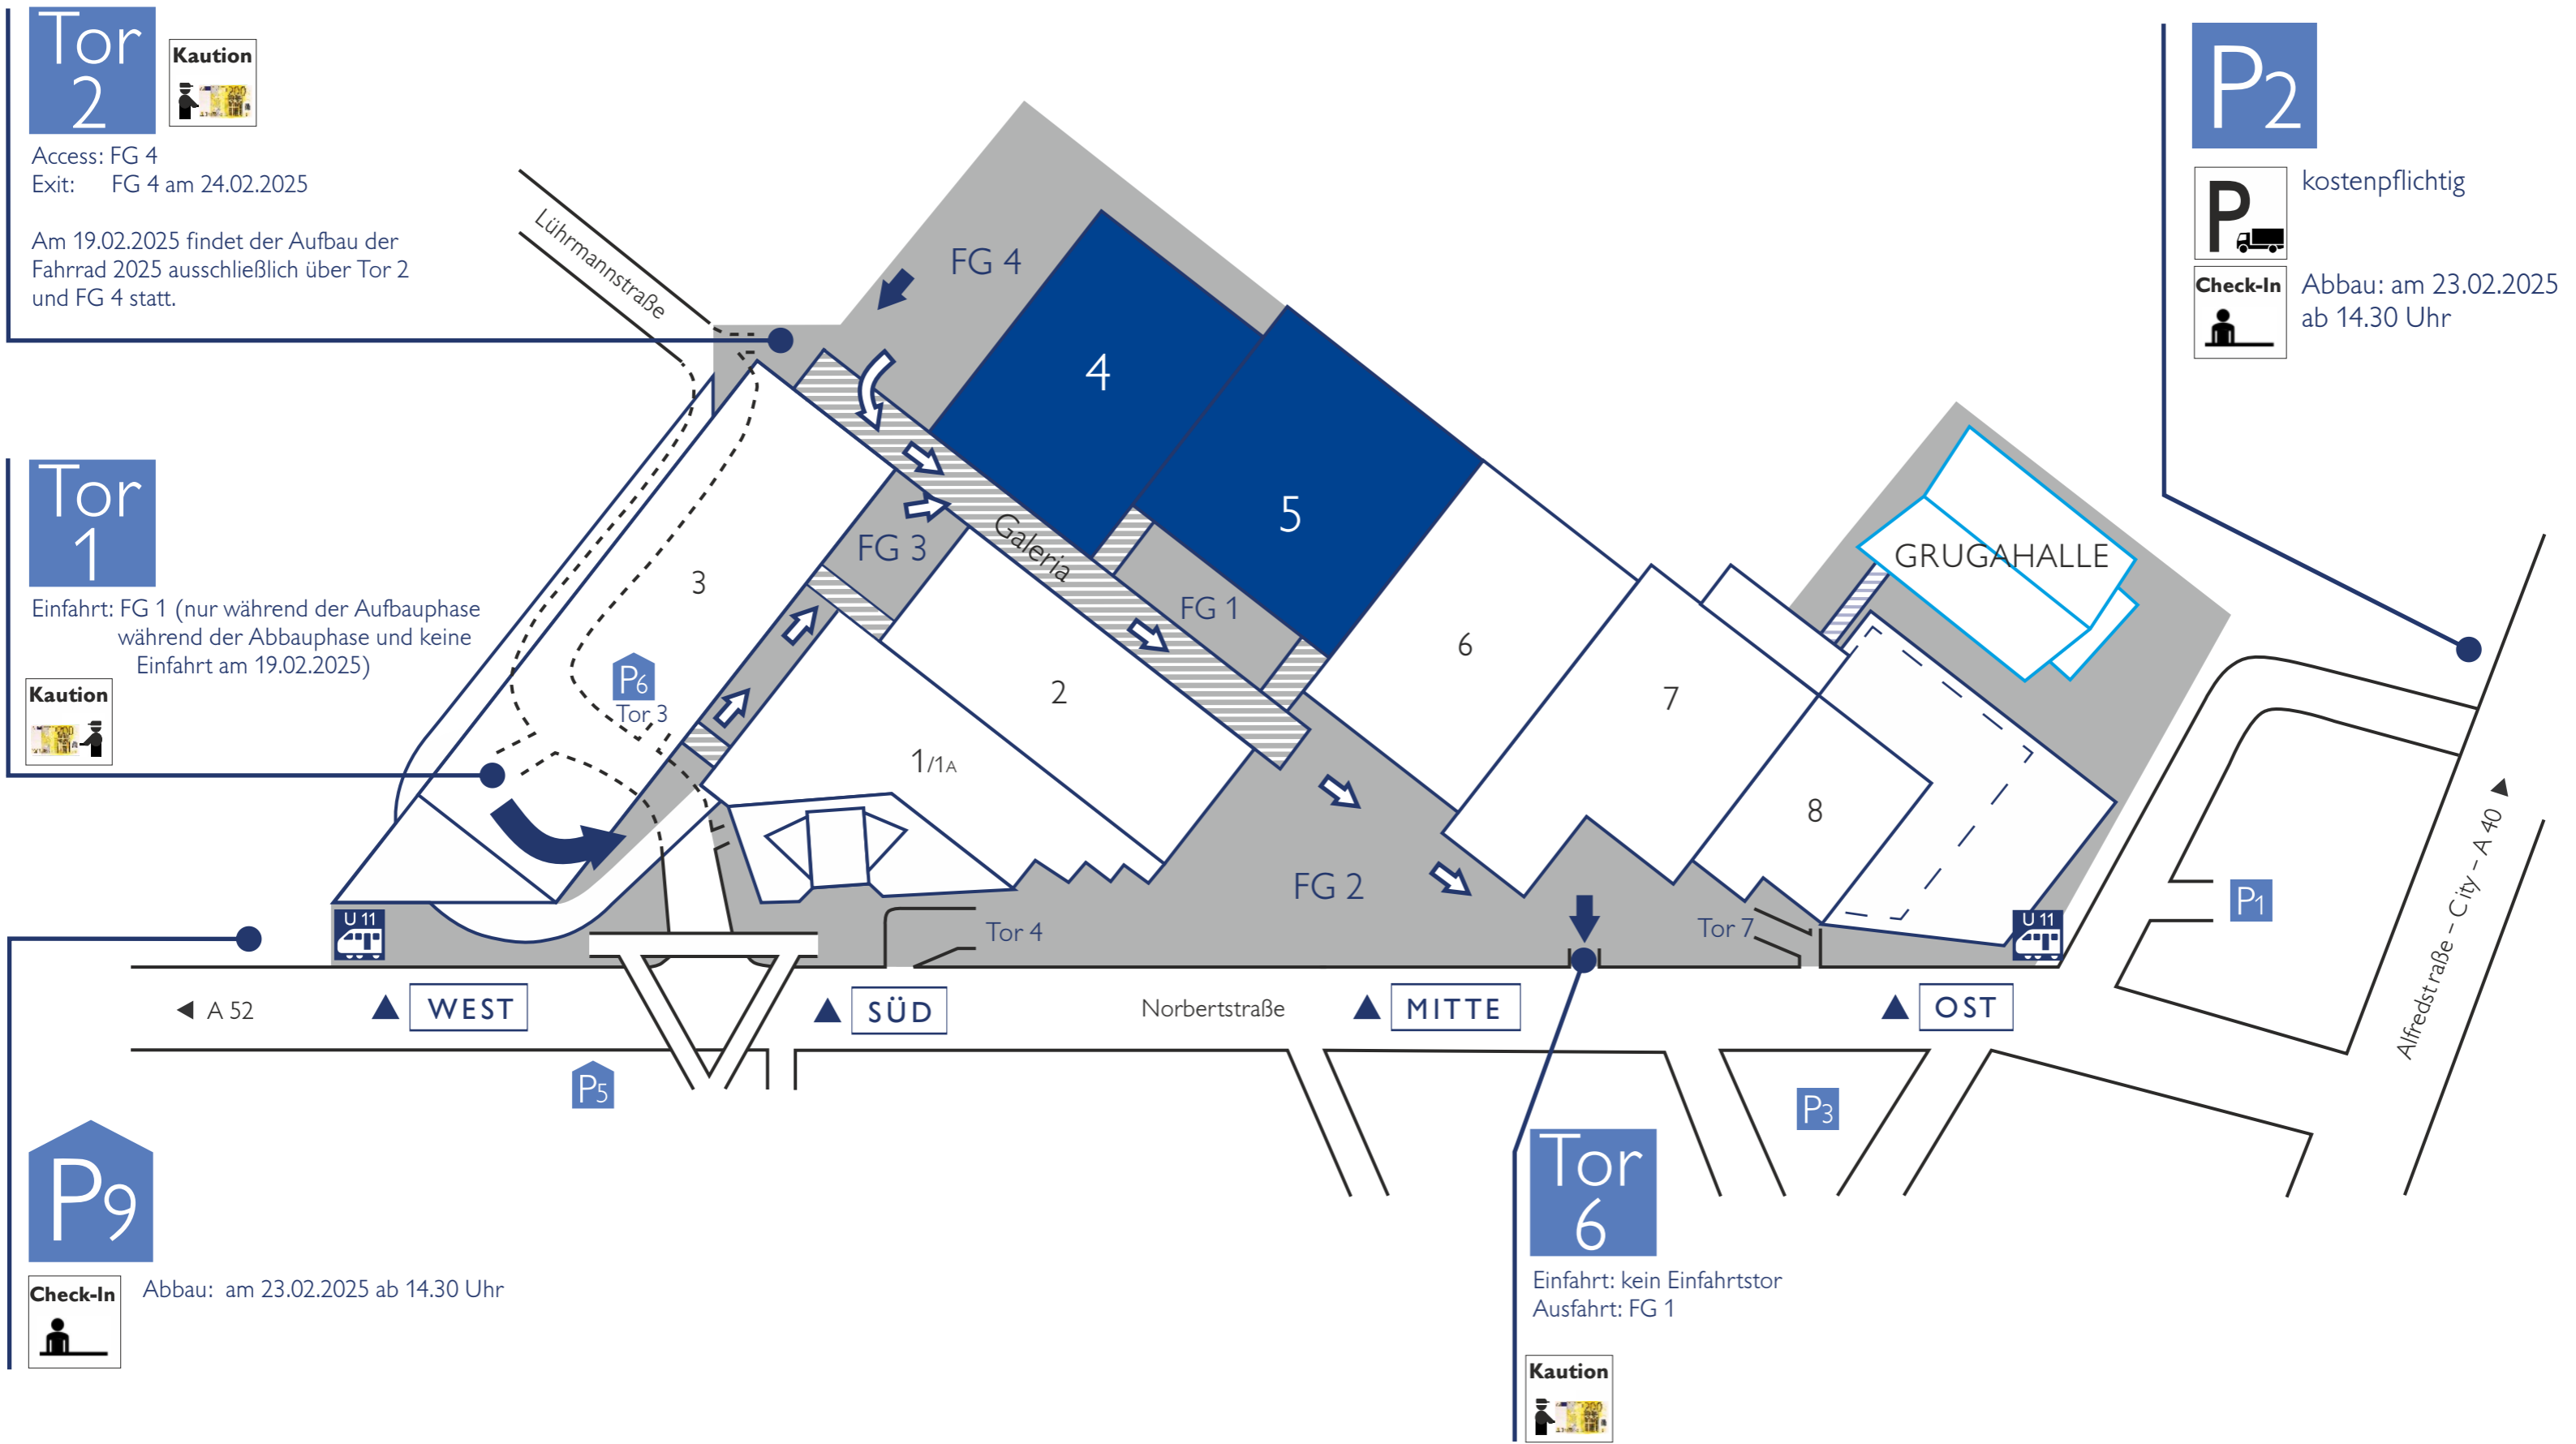 Tor
2
Kaution
Access: FG 4
Exit: FG 4 am 24.02.2025
Am 19.02.2025 findet der Aufbau der
Fahrrad 2025 ausschließlich über Tor 2
und FG 4 statt.
P2
P
kostenpflichtig
Check-In
Abbau: am 23.02.2025
ab 14.30 Uhr
Lührmannstraße
FG 4
4
5
Tor
1
Einfahrt: FG 1 (nur während der Aufbauphase
während der Abbauphase und keine
Einfahrt am 19.02.2025)
Kaution
3
FG 3
Galeria
FG 1
GRUGAHALLE
P6
Tor 3
2
6
7
1/1A
8
FG 2
Tor 4
Tor 7
U 11
U 11
P1
Alfredstraße – City – A 40
A 52
WEST
SÜD
Norbertstraße
MITTE
OST
P5
P3
P9
Check-In
Abbau: am 23.02.2025 ab 14.30 Uhr
Tor
6
Einfahrt: kein Einfahrtstor
Ausfahrt: FG 1
Kaution